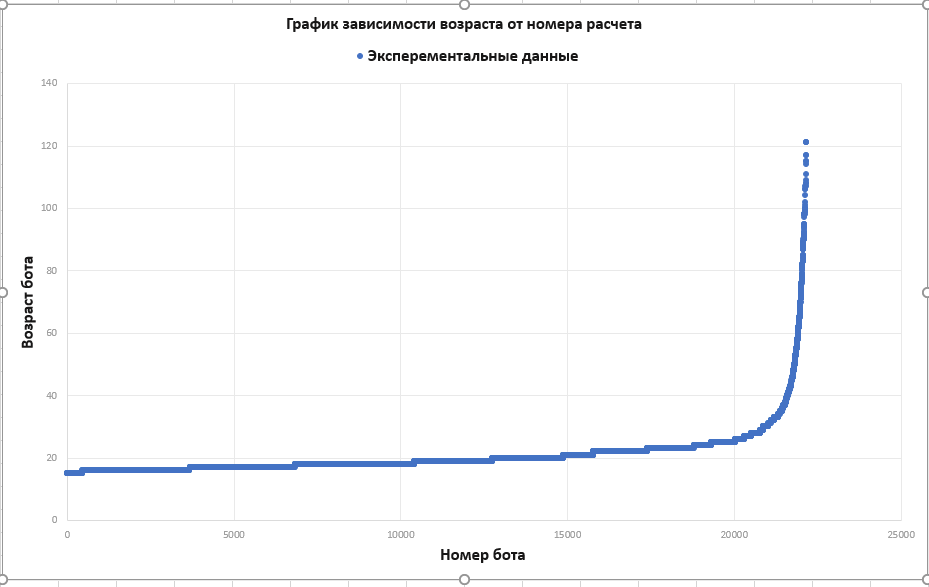 График зависимости возраста от номера расчета
Эксперементальные данные
140
120
100
80
60
40
20
0
Возраст бота
0 5000 10000 15000 20000 25000
Номер бота